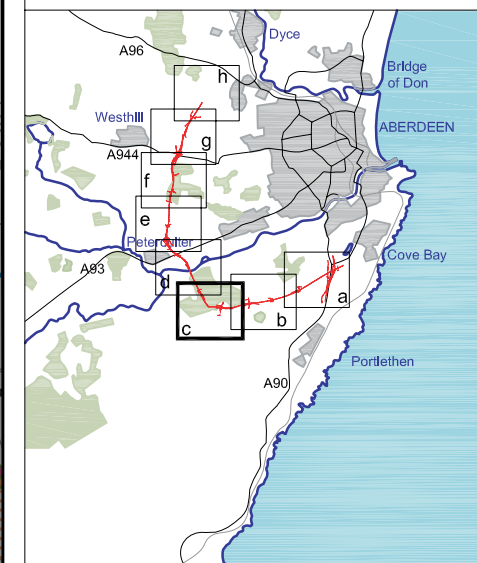 Dyce
A96
Bridge
of Don
h
Westhill
ABERDEEN
g
A944
f
e
Peterculter
Cove Bay
A93
d
a
b
c
Portlethen
A90